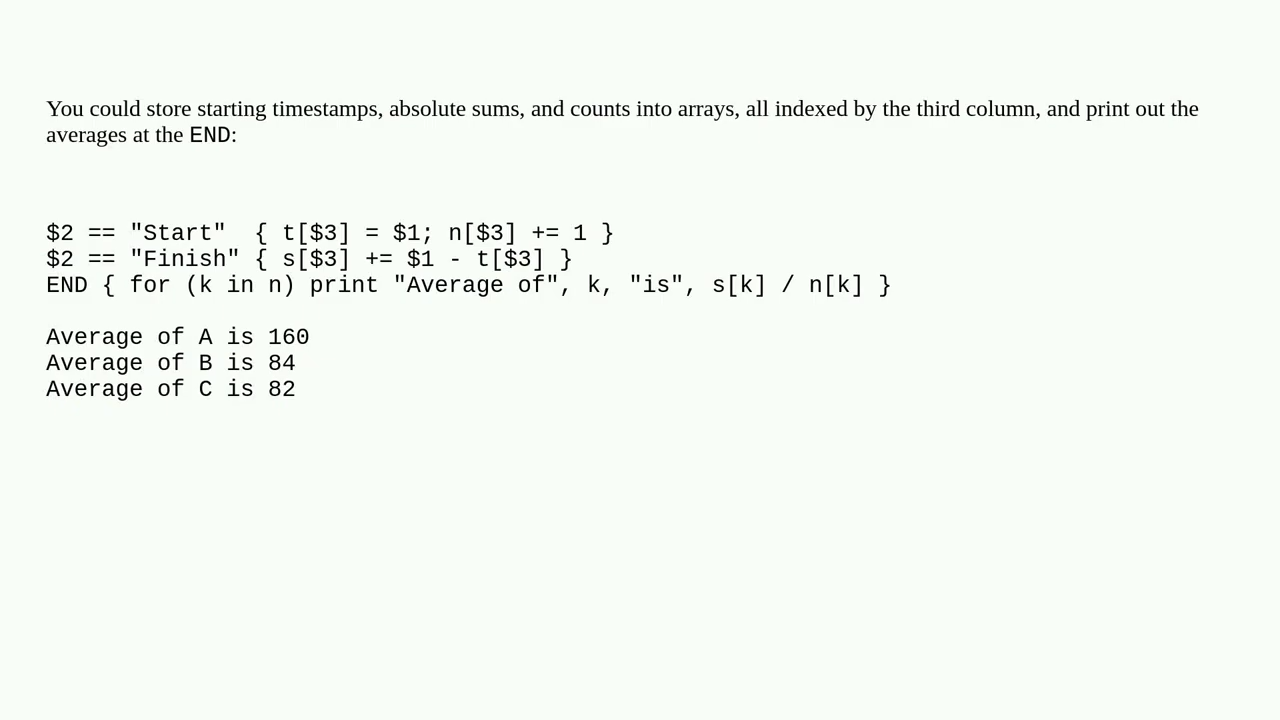 You could store starting timestamps, absolute sums, and counts into arrays, all indexed by the third column, and print out the
averages at the END:
$2 == "Start"  { t[$3] = $1; n[$3] += 1 }
$2 == "Finish" { s[$3] += $1 - t[$3] }
END { for (k in n) print "Average of", k, "is", s[k] / n[k] }
Average of A is 160
Average of B is 84
Average of C is 82